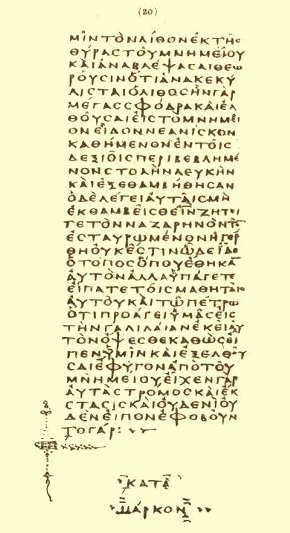 (20)
ΜΙΝΤΟΝΛΙΘΟΝΕΚΤΗϹ
ΘΥΡΑϹΤΟΥΜΝΗΜΕΙΟΥ
ΚΑΙΑΝΑΒΛΕΨΑϹΑΙΘΕω
ΡΟΥϹΙΝΟΤΙΑΝΑΚΕΚΥ
ΛΙϹΤΑΙΟΛΙΘΟϹΗΝΓΑΡ
ΜΕΓΑϹϹΦΟΔΡΑΚΑΙΕΛ
ΘΟΥϹΑΙΕΙϹΤΟΜΝΗΜΕΙ
ΟΝΕΙΔΟΝΝΕΑΝΙϹΚΟΝ
ΚΑΘΗΜΕΝΟΝΕΝΤΟΙϹ
ΔΕΞΙΟΙϹΠΕΡΙΒΕΒΛΗΜΕ
ΝΟΝϹΤΟΛΗΝΛΕΥΚΗΝ
ΚΑΙΕΞΕΘΑΜΒΗΘΗϹΑΝ
ΟΔΕΛΕΓΕΙΑΥΤΑΙϹΜΗ
ΕΚΘΑΜΒΕΙϹΘΕΙΝΖΗΤΕΙ
ΤΕΤΟΝΝΑΖΑΡΗΝΟΝΤΟ
ΕϹΤΑΥΡωΜΕΝΟΝΗΓΕΡ
ΘΗΟΥΚΕϹΤΙΝωΔΕΙΔΕ
ΟΤΟΠΟϹΟΠΟΥΕΘΗΚΑ
ΑΥΤΟΝΑΛΛΑΥΠΑΓΕΤΕ
ΕΙΠΑΤΕΤΟΙϹΜΑΘΗΤΑΙϹ
ΑΥΤΟΥΚΑΙΤωΠΕΤΡω
ΟΤΙΠΡΟΑΓΕΙΥΜΑϹΕΙϹ
ΤΗΝΓΑΛΙΛΑΙΑΝΕΚΕΙΑΥ
ΤΟΝΟΨΕϹΘΕΚΑΘωϹΕΙ
ΠΕΝΥΜΙΝΚΑΙΕΞΕΛΘΟΥ
ϹΑΙΕΦΥΓΟΝΑΠΟΤΟΥ
ΜΝΗΜΕΙΟΥΕΙΧΕΝΓΑΡ
ΑΥΤΑϹΤΡΟΜΟϹΚΑΙΕΚ
ϹΤΑϹΙϹΚΑΙΟΥΔΕΝΙΟΥ
ΔΕΝΕΙΠΟΝΕΦΟΒΟΥΝ
ΤΟΓΑΡ:
ΚΑΤΑ
ΜΑΡΚΟΝ